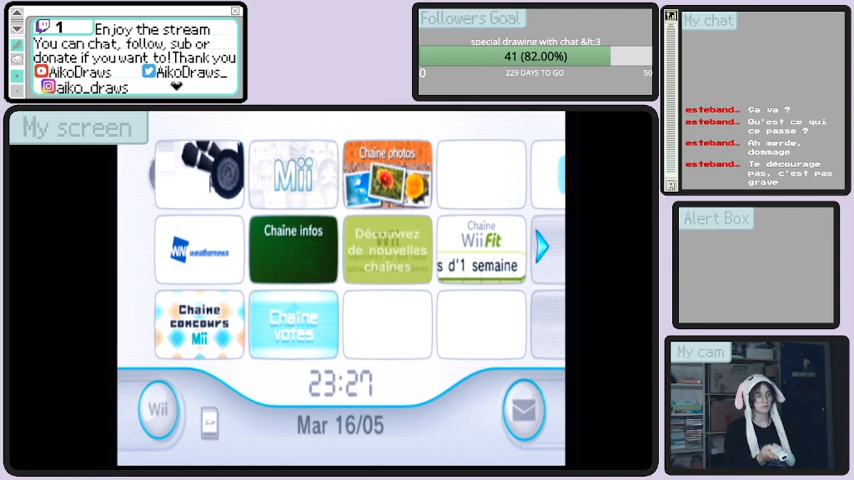 1 Enjoy the stream
You can chat, follow, sub or
donate if you want to!Thank you
AikoDraws AikoDraws_
aiko_draws
Followers Goal
special drawing with chat &lt;3
41 (82.00%)
0 50
229 DAYS TO GO
My chat
esteband… Ça va ?
esteband… Qu'est ce qui
ce passe ?
esteband… Ah merde,
dommage
esteband… Te décourage
pas, c'est pas
grave
My screen
Mii
Chaîne photos
WN weathernews
Chaîne infos
Découvrez
de nouvelles
chaînes
Chaîne
Wii Fit
s d'1 semaine
Chaîne
concours
Mii
Chaîne
votes
23:27
Wii
Mar 16/05
Alert Box
My cam